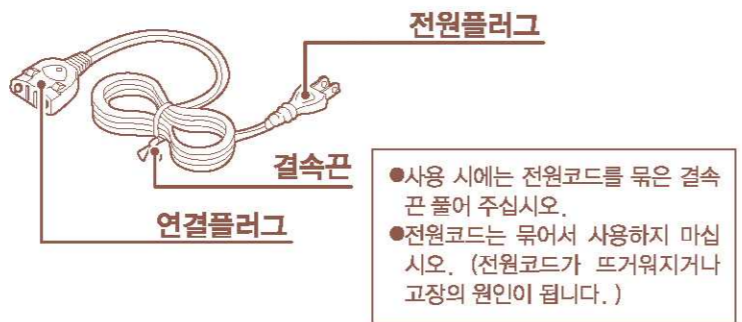 전원플러그
결속끈
연결플러그
●사용 시에는 전원코드를 묶은 결속
끈 풀어 주십시오.
●전원코드는 묶어서 사용하지 마십
시오. (전원코드가 뜨거워지거나
고장의 원인이 됩니다.)